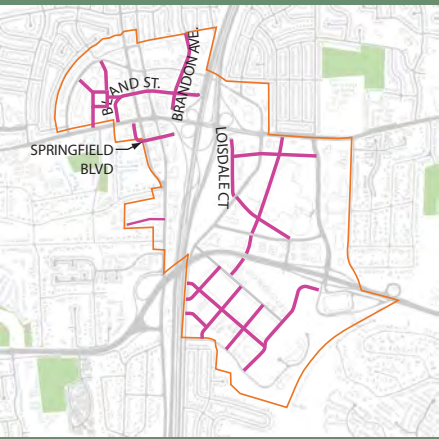 BLAND ST.
BRANDON AVE.
SPRINGFIELD
BLVD
LOISDALE CT